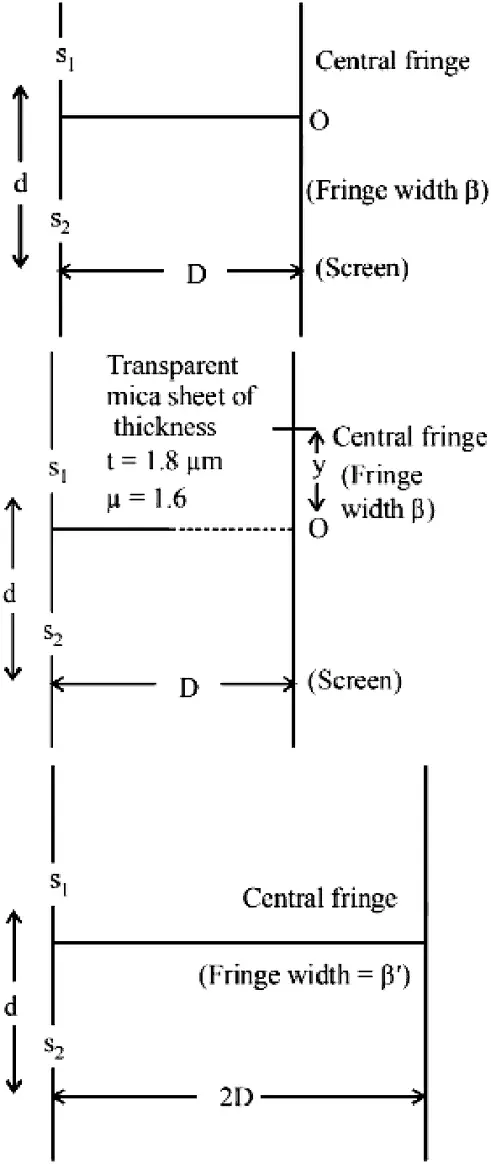 S₁
Central fringe
O
d
(Fringe width β)
S₂
D
(Screen)
Transparent
mica sheet of
thickness
t = 1.8 μm
μ = 1.6
S₁
Central fringe
y
(Fringe
width β)
O
d
S₂
D
(Screen)
S₁
Central fringe
(Fringe width = β′)
d
S₂
2D